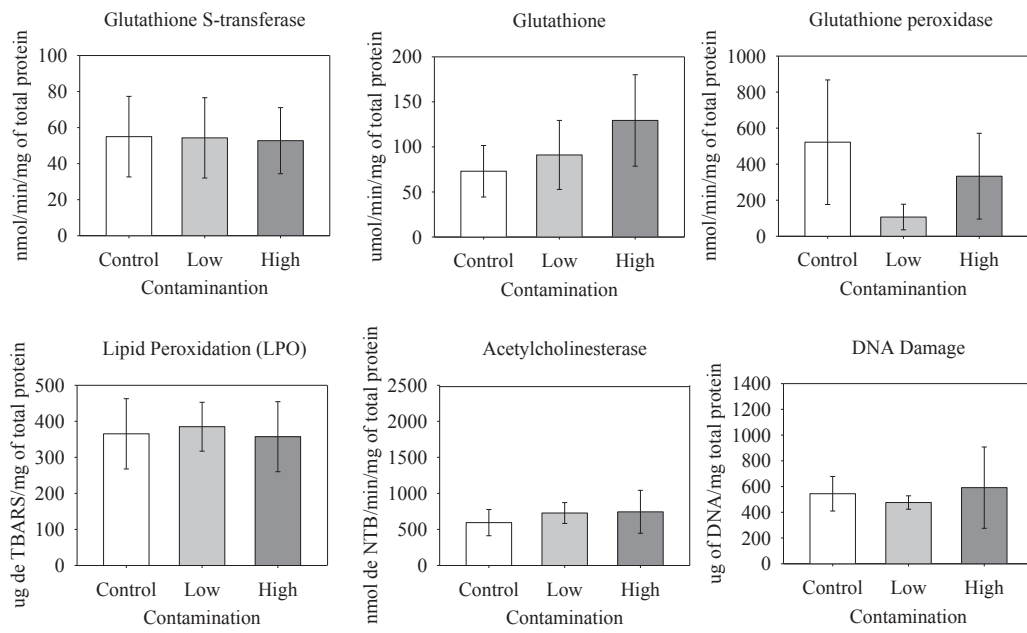 Glutathione S-transferase
nmol/min/mg of total protein
100
80
60
40
20
0
Control Low High
Contaminantion
Glutathione
umol/min/mg of total protein
200
150
100
50
0
Control Low High
Contamination
Glutathione peroxidase
nmol/min/mg of total protein
1000
800
600
400
200
0
Control Low High
Contaminantion
Lipid Peroxidation (LPO)
ug de TBARS/mg of total protein
500
400
300
200
100
0
Control Low High
Contamination
Acetylcholinesterase
nmol de NTB/min/mg of total protein
2500
2000
1500
1000
500
0
Control Low High
Contamination
DNA Damage
ug of DNA/mg total protein
1400
1200
1000
800
600
400
200
0
Control Low High
Contamination